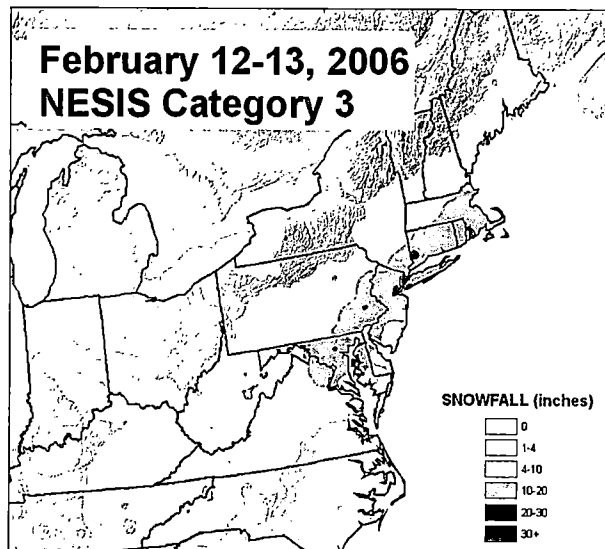 February 12-13, 2006
NESIS Category 3
SNOWFALL (inches)
0
1-4
4-10
10-20
20-30
30+